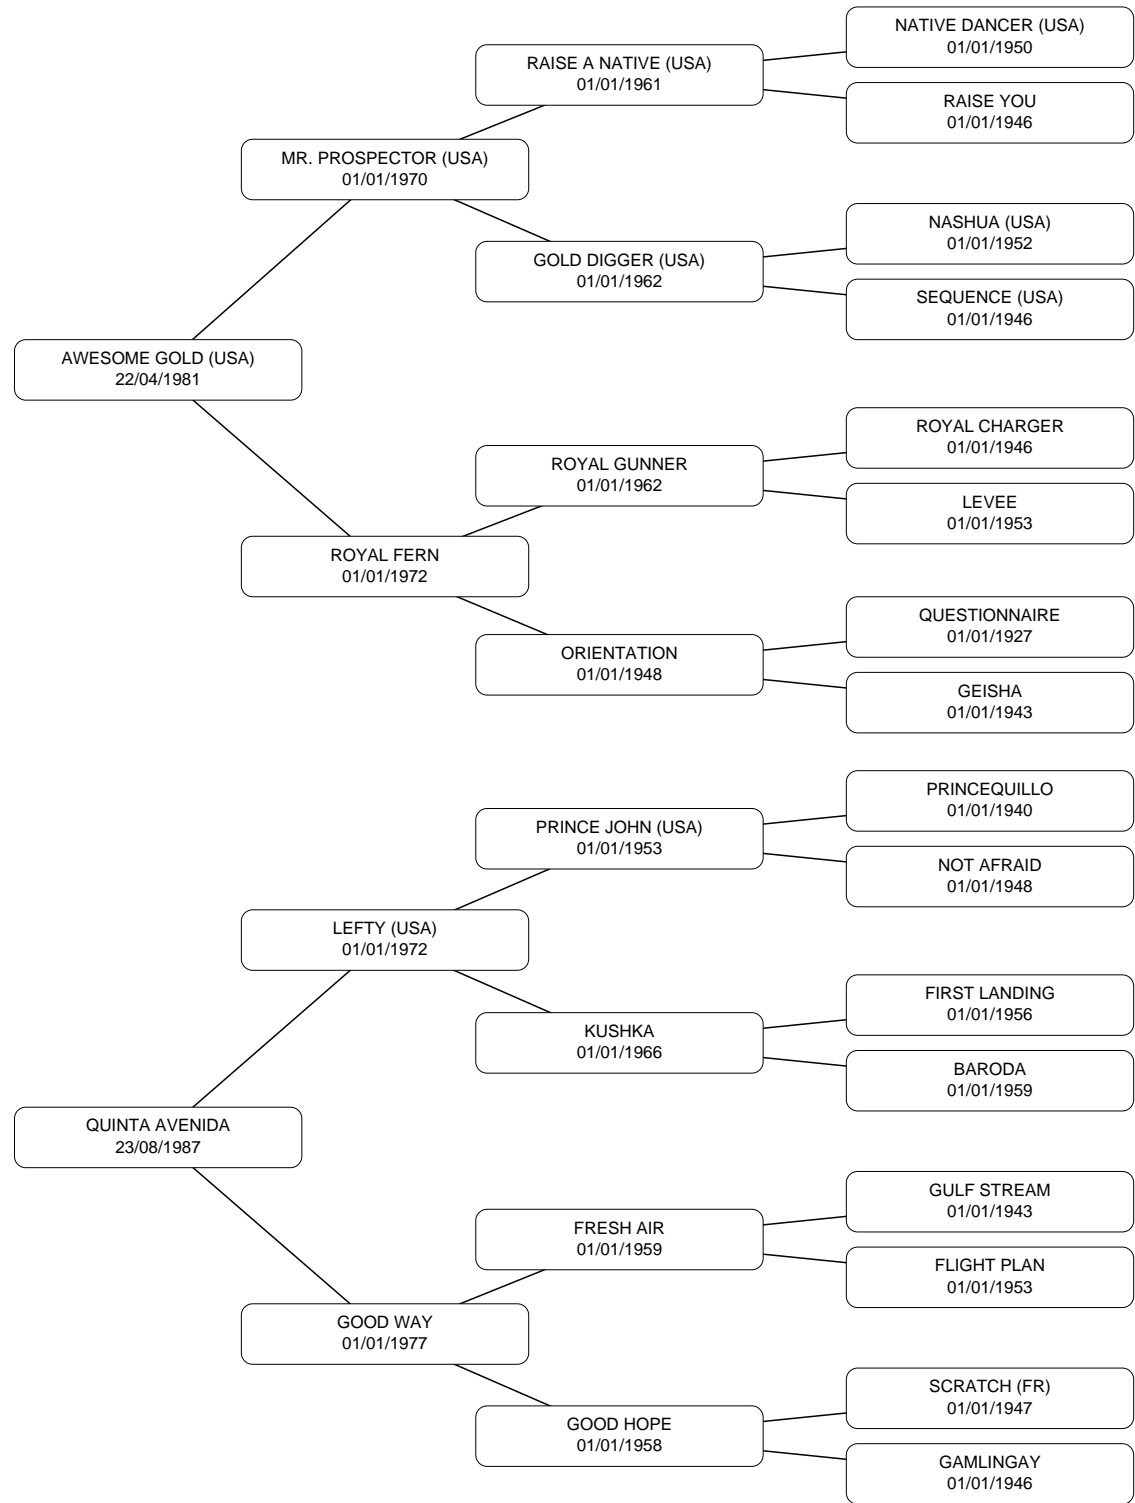 NATIVE DANCER (USA)
01/01/1950
RAISE A NATIVE (USA)
01/01/1961
RAISE YOU
01/01/1946
MR. PROSPECTOR (USA)
01/01/1970
NASHUA (USA)
01/01/1952
GOLD DIGGER (USA)
01/01/1962
SEQUENCE (USA)
01/01/1946
AWESOME GOLD (USA)
22/04/1981
ROYAL CHARGER
01/01/1946
ROYAL GUNNER
01/01/1962
LEVEE
01/01/1953
ROYAL FERN
01/01/1972
QUESTIONNAIRE
01/01/1927
ORIENTATION
01/01/1948
GEISHA
01/01/1943
PRINCEQUILLO
01/01/1940
PRINCE JOHN (USA)
01/01/1953
NOT AFRAID
01/01/1948
LEFTY (USA)
01/01/1972
FIRST LANDING
01/01/1956
KUSHKA
01/01/1966
BARODA
01/01/1959
QUINTA AVENIDA
23/08/1987
GULF STREAM
01/01/1943
FRESH AIR
01/01/1959
FLIGHT PLAN
01/01/1953
GOOD WAY
01/01/1977
SCRATCH (FR)
01/01/1947
GOOD HOPE
01/01/1958
GAMLINGAY
01/01/1946